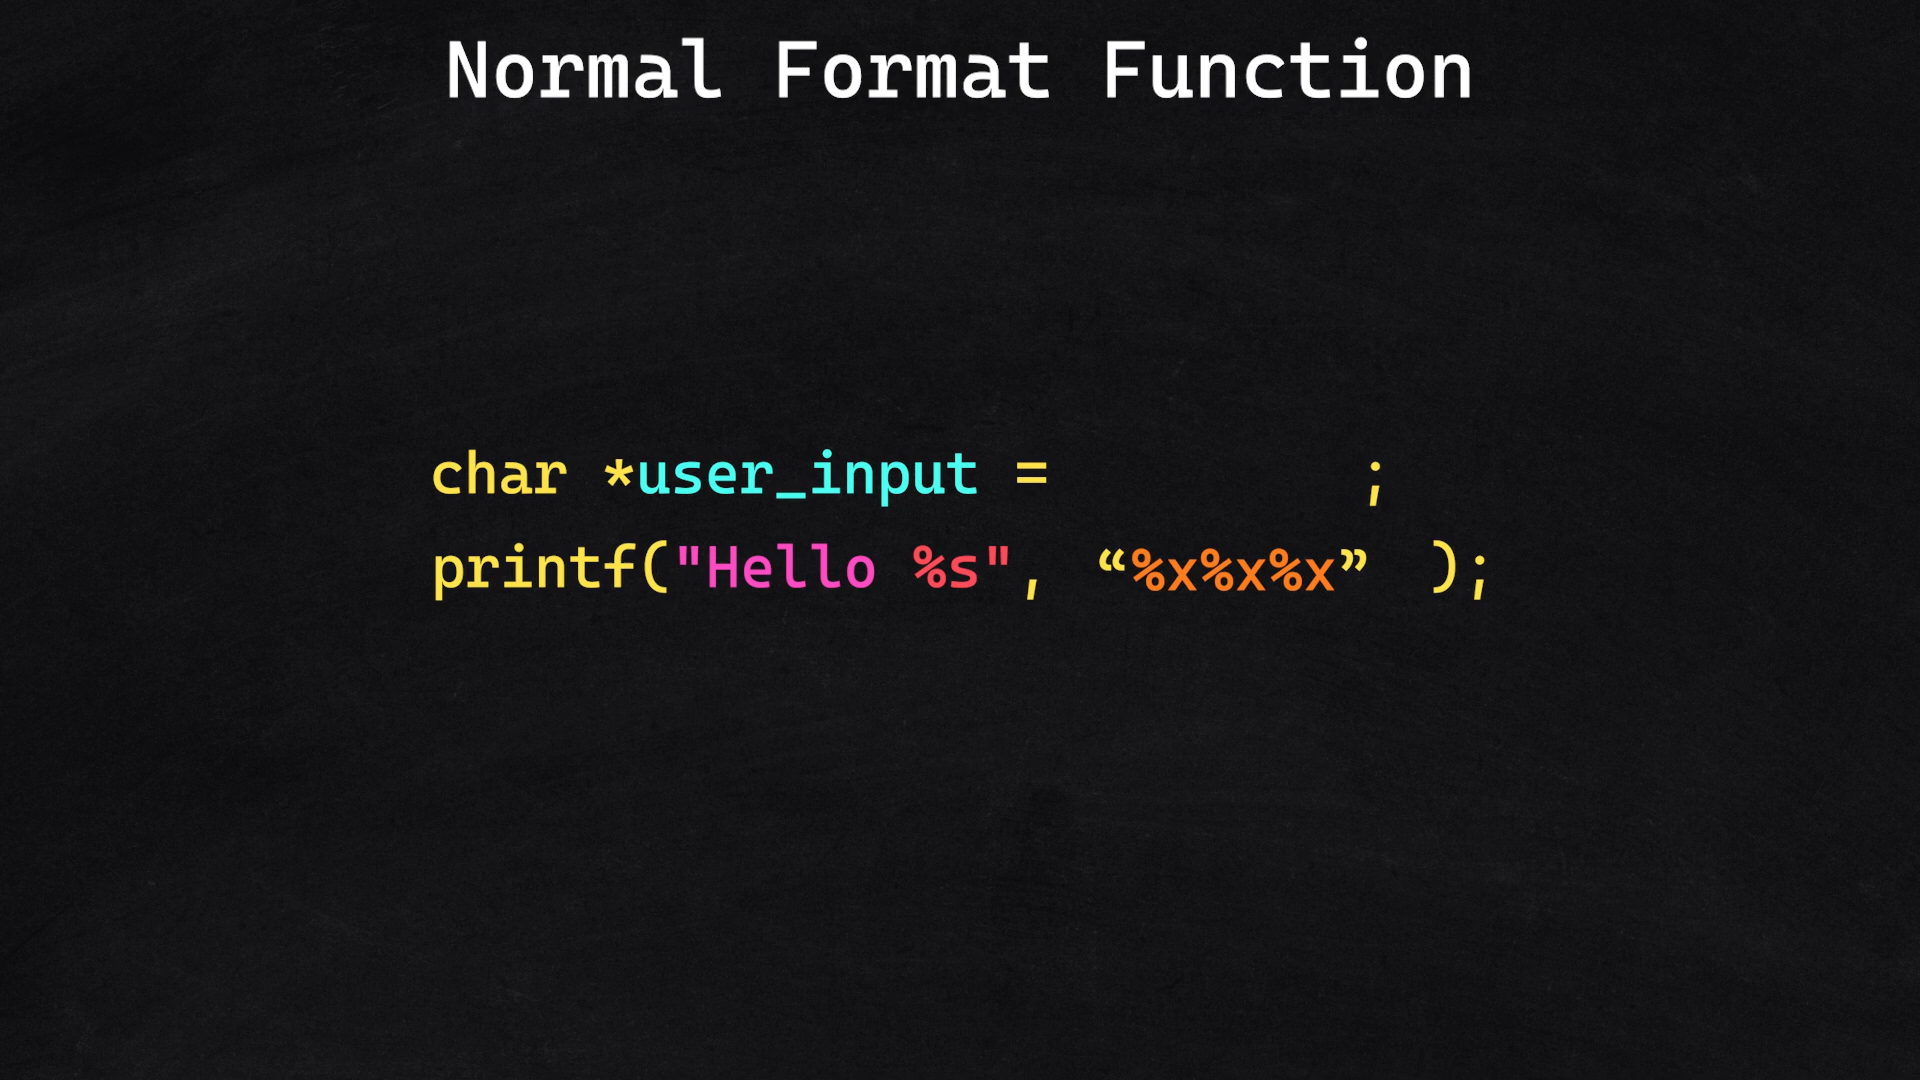 Normal Format Function
char *user_input = ;
printf("Hello %s", “%x%x%x” );